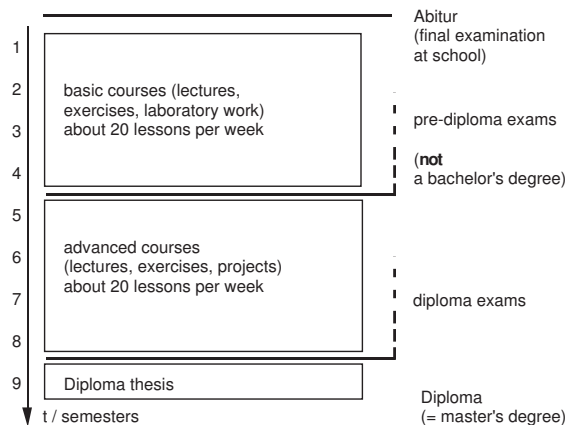 Abitur
(final examination
at school)
1
2
3
4
basic courses (lectures,
exercises, laboratory work)
about 20 lessons per week
pre-diploma exams
(not
a bachelor's degree)
5
6
7
8
advanced courses
(lectures, exercises, projects)
about 20 lessons per week
diploma exams
9
Diploma thesis
Diploma
(= master's degree)
t / semesters